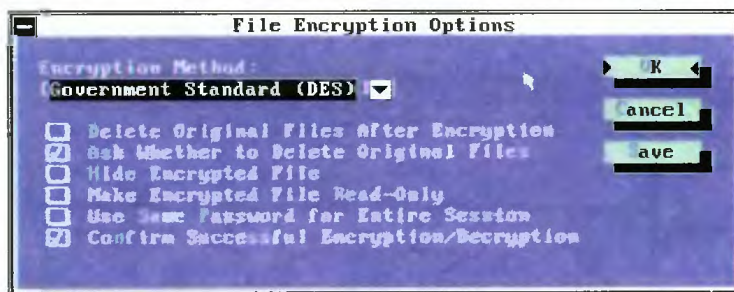 File Encryption Options
Encryption Method:
Government Standard (DES)
OK
Cancel
Save
Delete Original Files After Encryption
Ask Whether to Delete Original Files
Hide Encrypted File
Make Encrypted File Read-Only
Use Same Password for Entire Session
Confirm Successful Encryption/Decryption